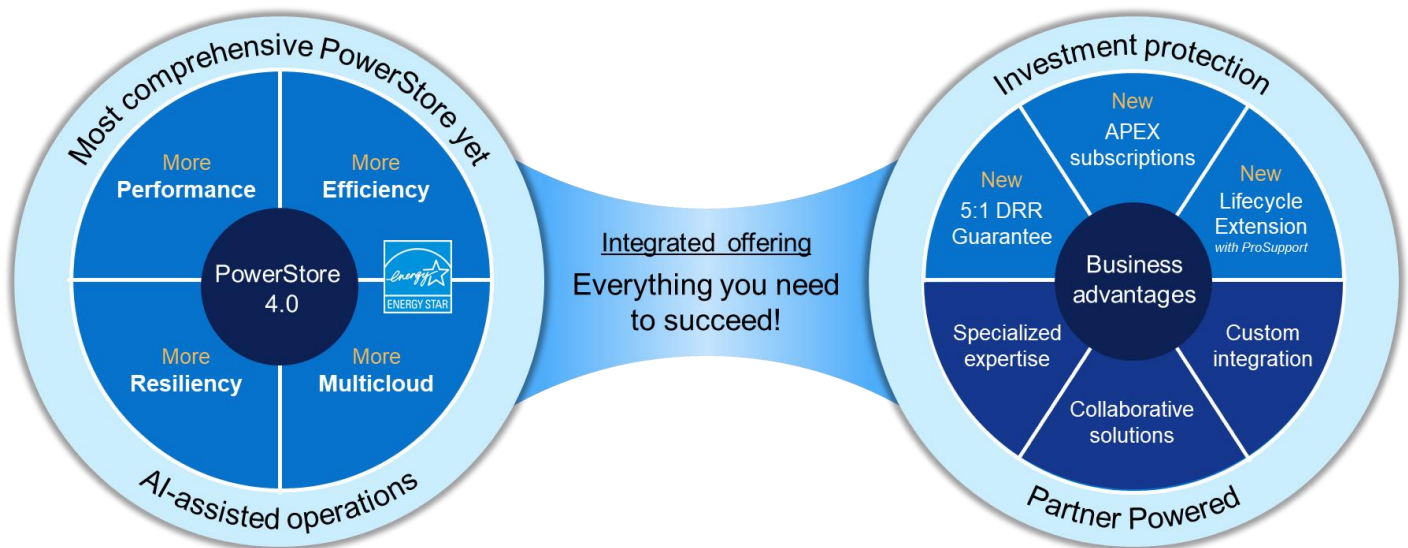 Most comprehensive PowerStore yet
More
Performance
More
Efficiency
PowerStore
4.0
energy
ENERGY STAR
More
Resiliency
More
Multicloud
AI-assisted operations
Integrated offering
Everything you need
to succeed!
Investment protection
New
APEX
subscriptions
New
5:1 DRR
Guarantee
New
Lifecycle
Extension
with ProSupport
Business
advantages
Specialized
expertise
Custom
integration
Collaborative
solutions
Partner Powered